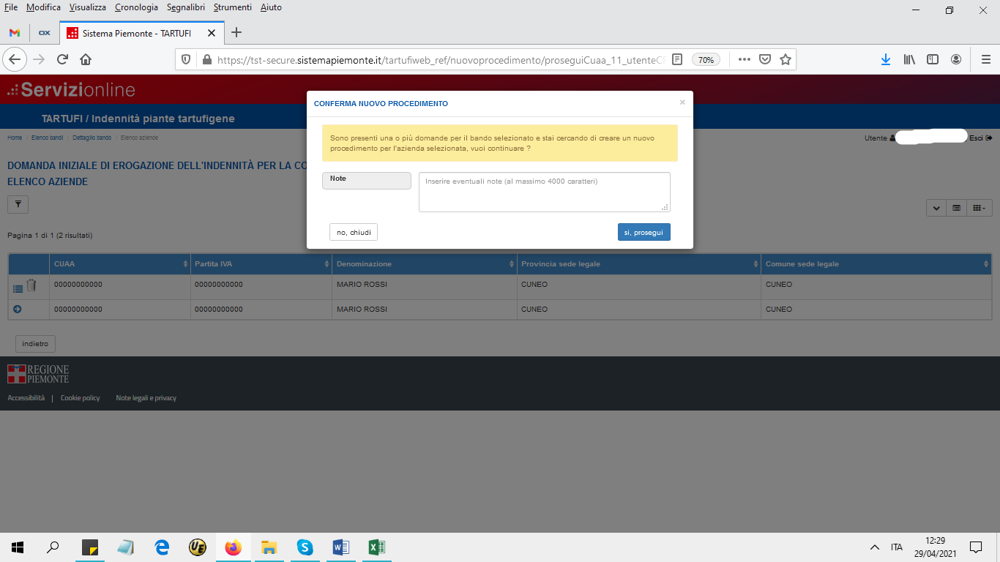 File Modifica Visualizza Cronologia Segnalibri Strumenti Aiuto
OX Sistema Piemonte - TARTUFI
https://tst-secure.sistemapiemonte.it/tartufiweb_ref/nuovoprocedimento/proseguiCuaa_11_utenteC 70%
Servizionline
TARTUFI / Indennità piante tartufigene
Home / Elenco bandi / Dettaglio bando / Elenco aziende
Utente Esci
DOMANDA INIZIALE DI EROGAZIONE DELL'INDENNITÀ PER LA CO
ELENCO AZIENDE
CONFERMA NUOVO PROCEDIMENTO ×
Sono presenti una o più domande per il bando selezionato e stai cercando di creare un nuovo
procedimento per l'azienda selezionata, vuoi continuare ?
Note Inserire eventuali note (al massimo 4000 caratteri)
no, chiudi si, prosegui
Pagina 1 di 1 (2 risultati)
CUAA Partita IVA Denominazione Provincia sede legale Comune sede legale
00000000000 00000000000 MARIO ROSSI CUNEO CUNEO
00000000000 00000000000 MARIO ROSSI CUNEO CUNEO
indietro
REGIONE
PIEMONTE
Accessibilità | Cookie policy Note legali e privacy
UE ITA 12:29
29/04/2021